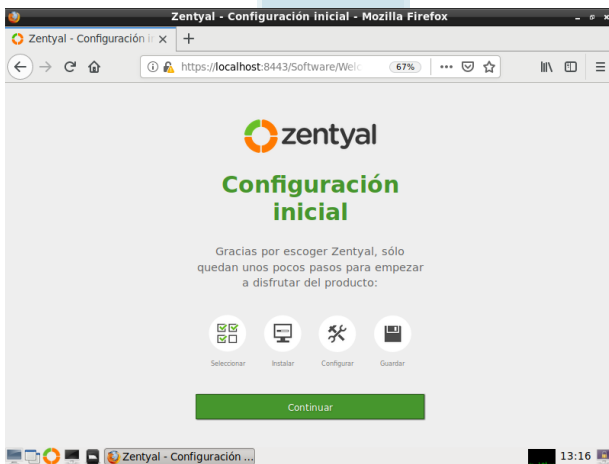 Zentyal - Configuración inicial - Mozilla Firefox
Zentyal - Configuración in
https://localhost:8443/Software/Welc
67%
zentyal
Configuración
inicial
Gracias por escoger Zentyal, sólo
quedan unos pocos pasos para empezar
a disfrutar del producto:
Seleccionar Instalar Configurar Guardar
Continuar
Zentyal - Configuración ...
13:16